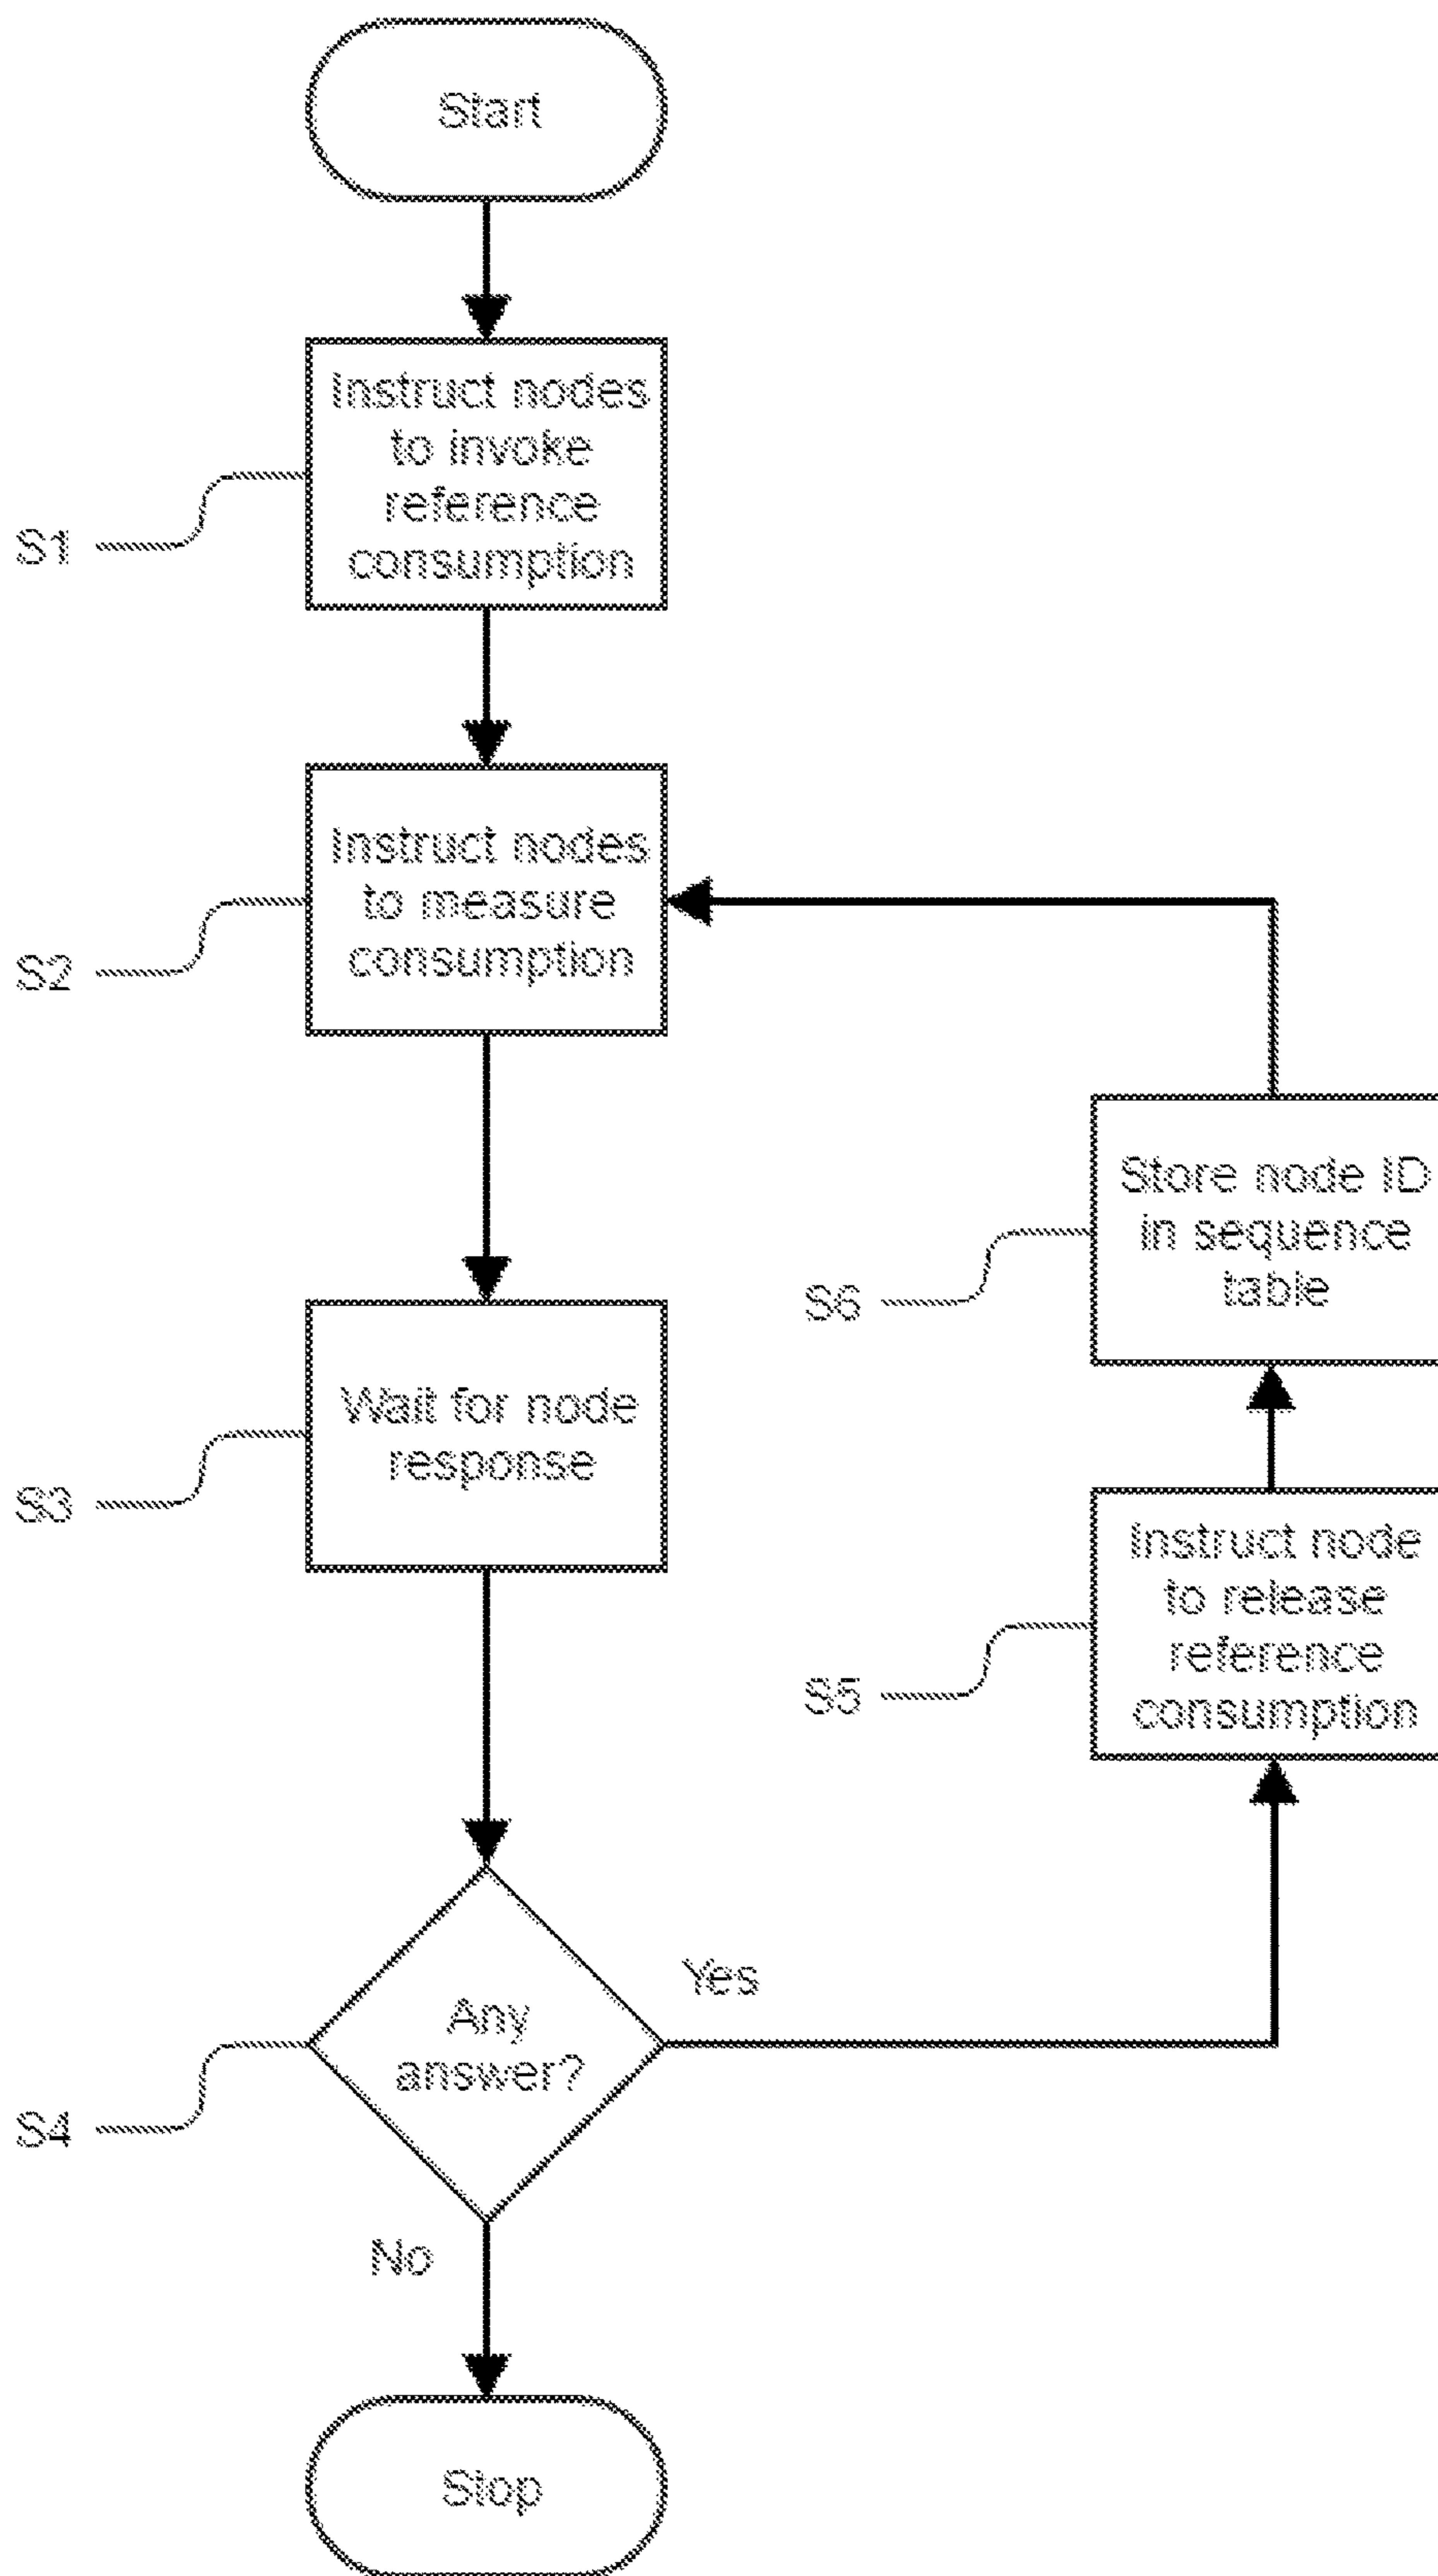 Start
Instruct nodes
to invoke
reference
consumption
S1
Instruct nodes
to measure
consumption
S2
Store node ID
in sequence
table
S6
Wait for node
response
S3
Instruct node
to release
reference
consumption
S5
Yes
Any
answer?
S4
No
Stop